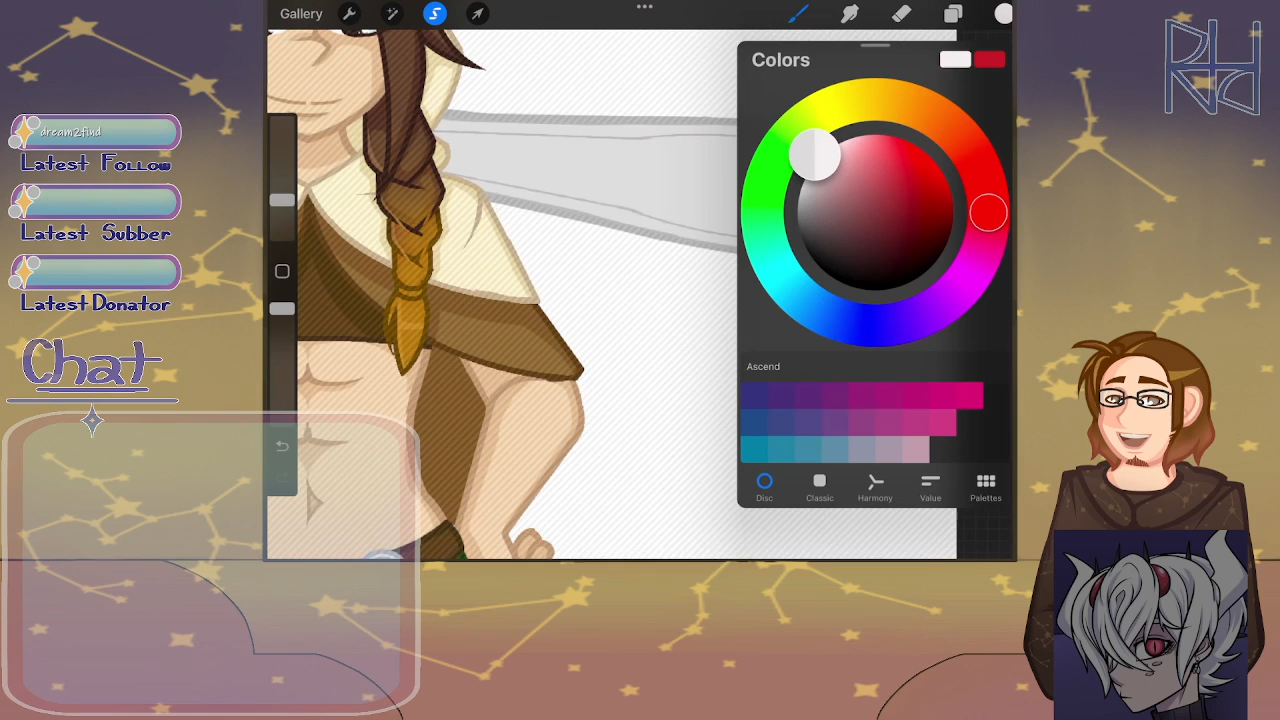 Gallery
Colors
dream2find
Latest Follow
Latest Subber
Latest Donator
Chat
Ascend
Disc
Classic
Harmony
Value
Palettes